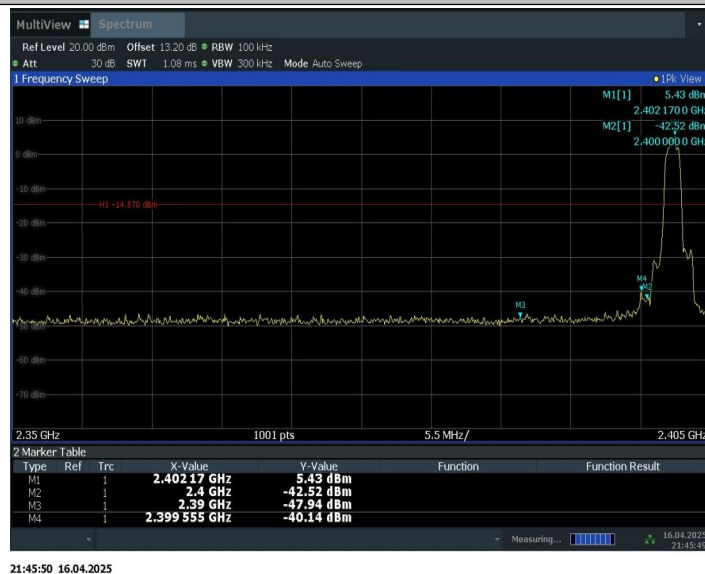 MultiView Spectrum
Ref Level 20.00 dBm Offset 13.20 dB RBW 100 kHz
Att 30 dB SWT 1.08 ms VBW 300 kHz Mode Auto Sweep
1 Frequency Sweep 1Pk View
M1[1] 5.43 dBm
2.402 170 0 GHz
10 dBm
M2[1] -42.52 dBm
2.400 000 0 GHz
0 dBm
-10 dBm
H1 -14.570 dBm
-20 dBm
-30 dBm
M4
M2
-40 dBm
M3
-50 dBm
-60 dBm
-70 dBm
2.35 GHz 1001 pts 5.5 MHz/ 2.405 GHz
2 Marker Table
Type Ref Trc X-Value Y-Value Function Function Result
M1 1 2.402 17 GHz 5.43 dBm
M2 1 2.4 GHz -42.52 dBm
M3 1 2.39 GHz -47.94 dBm
M4 1 2.399 555 GHz -40.14 dBm
Measuring... 16.04.2025
21:45:49
21:45:50 16.04.2025